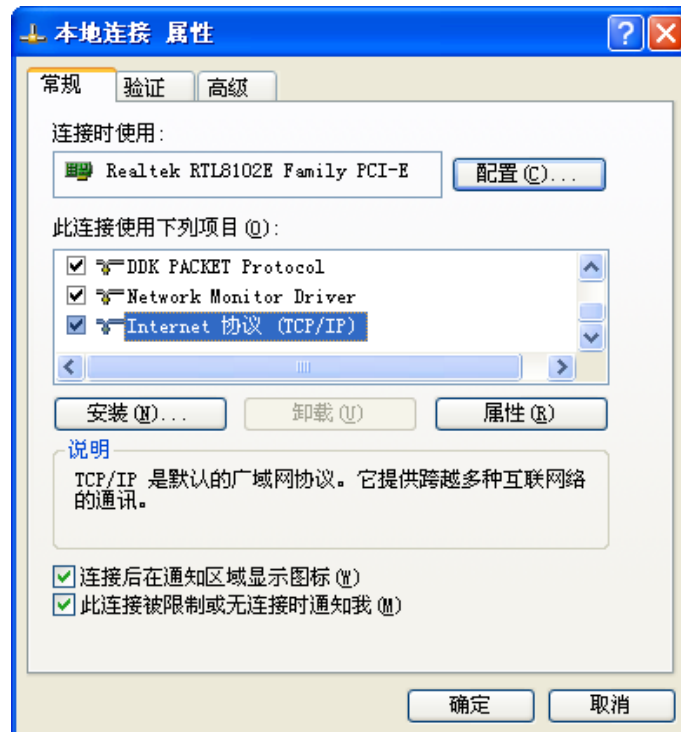 本地连接 属性
常规 验证 高级
连接时使用:
Realtek RTL8102E Family PCI-E 配置(C)...
此连接使用下列项目(O):
DDK PACKET Protocol
Network Monitor Driver
Internet 协议 (TCP/IP)
安装(N)... 卸载(U) 属性(R)
说明
TCP/IP 是默认的广域网协议。它提供跨越多种互联网络
的通讯。
连接后在通知区域显示图标(W)
此连接被限制或无连接时通知我(M)
确定 取消